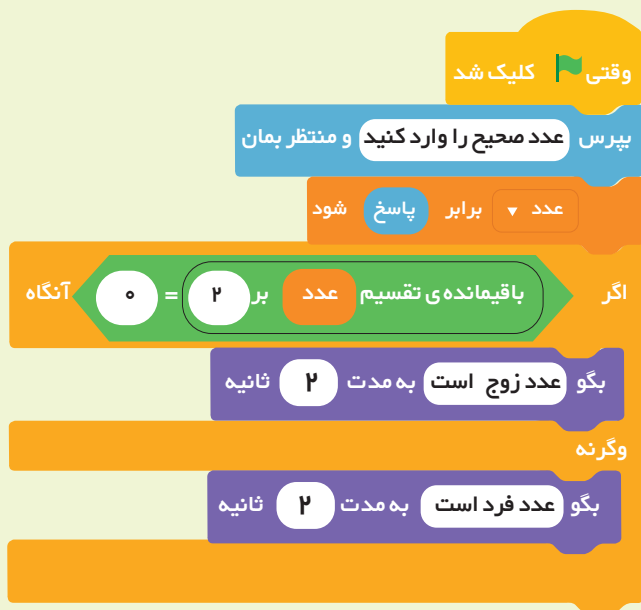 وقتی کلیک شد
بپرس عدد صحیح را وارد کنید و منتظر بمان
عدد برابر پاسخ شود
اگر باقیمانده ی تقسیم عدد بر ۲ = ۰ آنگاه
بگو عدد زوج است به مدت ۲ ثانیه
وگرنه
بگو عدد فرد است به مدت ۲ ثانیه